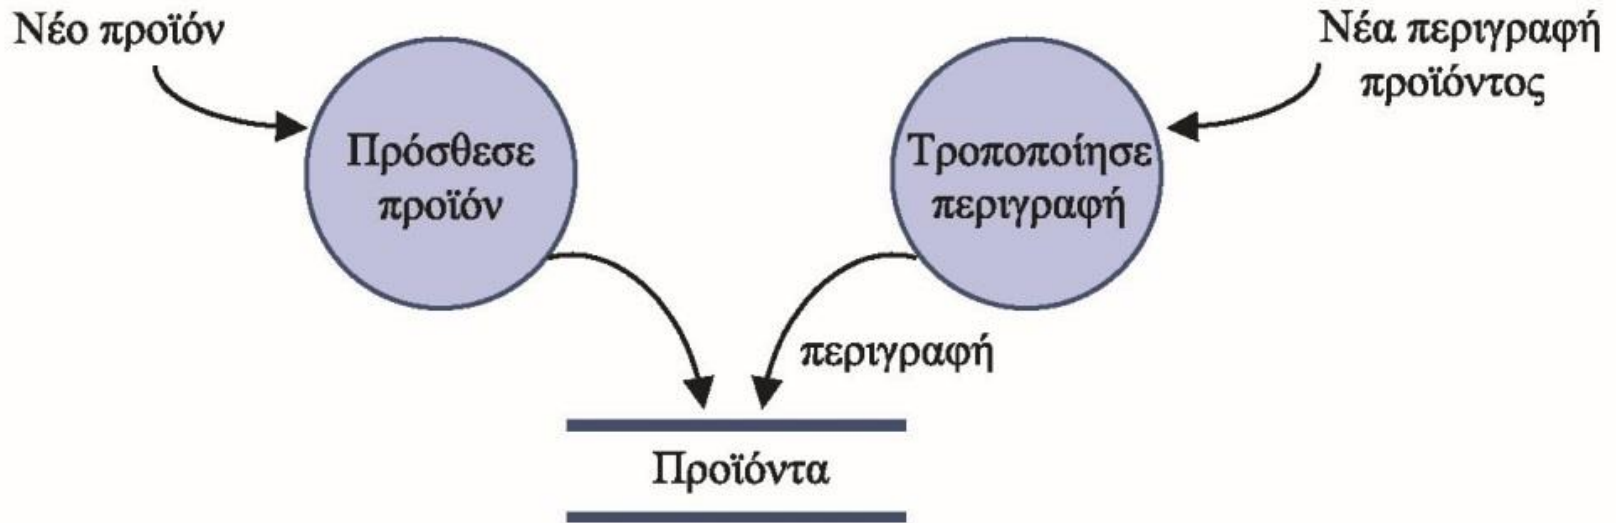 Νέο προϊόν
Νέα περιγραφή
προϊόντος
Πρόσθεσε
προϊόν
Τροποποίησε
περιγραφή
περιγραφή
Προϊόντα